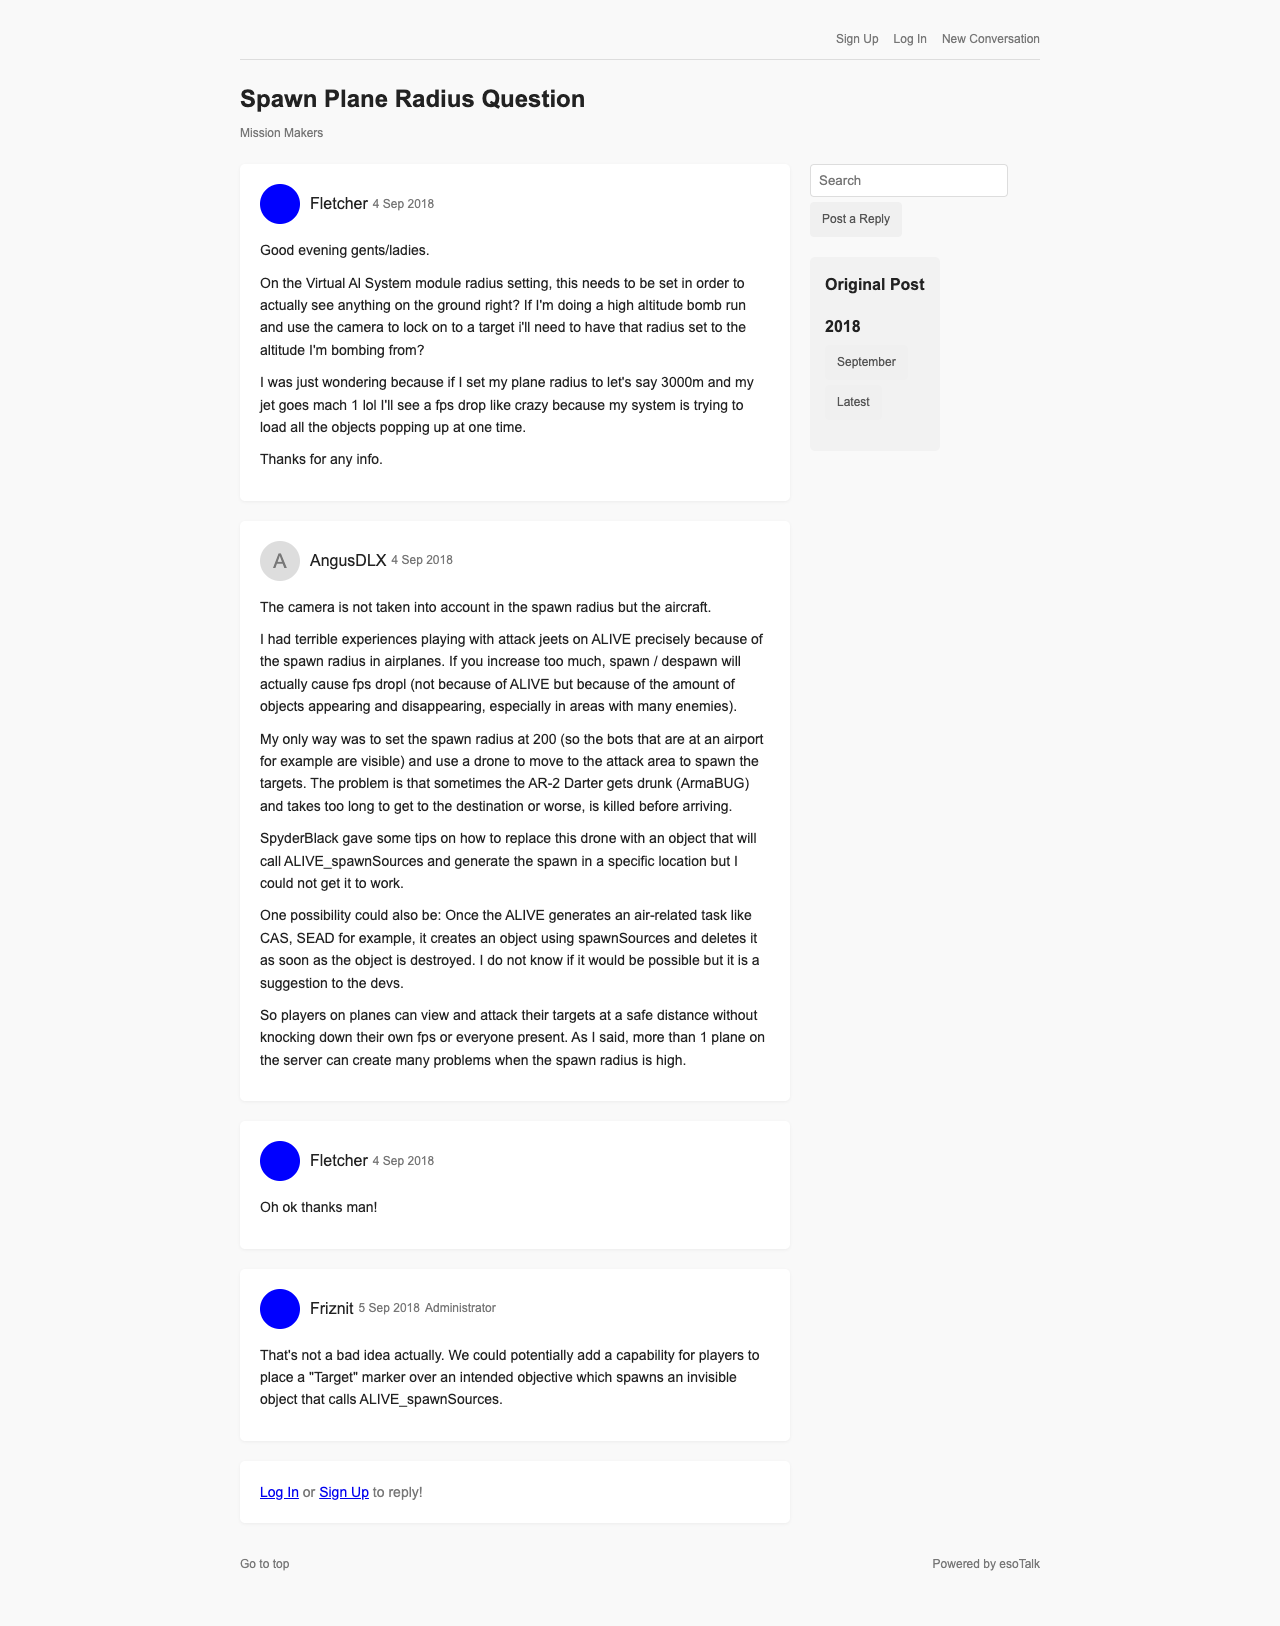 Sign Up Log In New Conversation
Spawn Plane Radius Question
Mission Makers
Fletcher 4 Sep 2018
Good evening gents/ladies.
On the Virtual AI System module radius setting, this needs to be set in order to
actually see anything on the ground right? If I'm doing a high altitude bomb run
and use the camera to lock on to a target i'll need to have that radius set to the
altitude I'm bombing from?
I was just wondering because if I set my plane radius to let's say 3000m and my
jet goes mach 1 lol I'll see a fps drop like crazy because my system is trying to
load all the objects popping up at one time.
Thanks for any info.
A
AngusDLX 4 Sep 2018
The camera is not taken into account in the spawn radius but the aircraft.
I had terrible experiences playing with attack jeets on ALIVE precisely because of
the spawn radius in airplanes. If you increase too much, spawn / despawn will
actually cause fps dropl (not because of ALIVE but because of the amount of
objects appearing and disappearing, especially in areas with many enemies).
My only way was to set the spawn radius at 200 (so the bots that are at an airport
for example are visible) and use a drone to move to the attack area to spawn the
targets. The problem is that sometimes the AR-2 Darter gets drunk (ArmaBUG)
and takes too long to get to the destination or worse, is killed before arriving.
SpyderBlack gave some tips on how to replace this drone with an object that will
call ALIVE_spawnSources and generate the spawn in a specific location but I
could not get it to work.
One possibility could also be: Once the ALIVE generates an air-related task like
CAS, SEAD for example, it creates an object using spawnSources and deletes it
as soon as the object is destroyed. I do not know if it would be possible but it is a
suggestion to the devs.
So players on planes can view and attack their targets at a safe distance without
knocking down their own fps or everyone present. As I said, more than 1 plane on
the server can create many problems when the spawn radius is high.
Fletcher 4 Sep 2018
Oh ok thanks man!
Friznit 5 Sep 2018 Administrator
That's not a bad idea actually. We could potentially add a capability for players to
place a "Target" marker over an intended objective which spawns an invisible
object that calls ALIVE_spawnSources.
Log In or Sign Up to reply!
Search
Post a Reply
Original Post
2018
September
Latest
Go to top
Powered by esoTalk